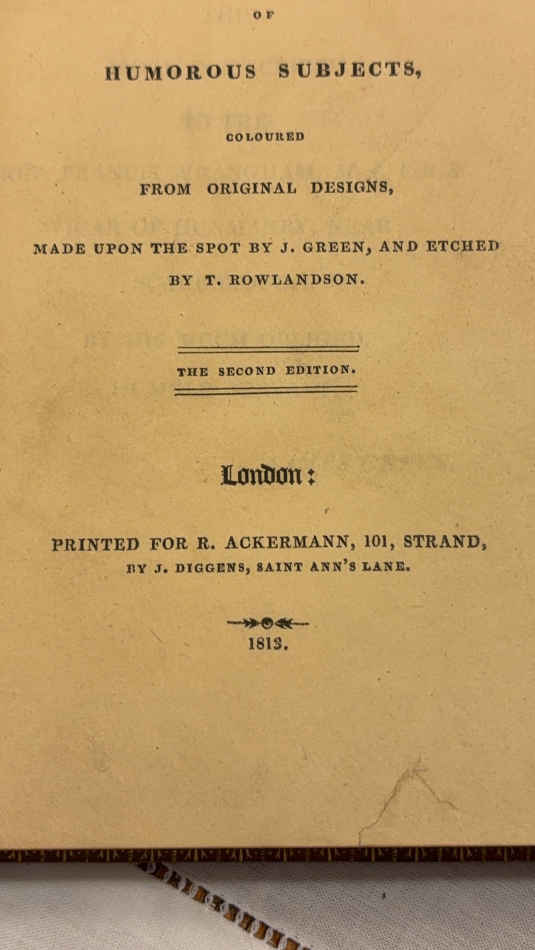 OF
HUMOROUS SUBJECTS,
COLOURED
FROM ORIGINAL DESIGNS,
MADE UPON THE SPOT BY J. GREEN, AND ETCHED
BY T. ROWLANDSON.
THE SECOND EDITION.
London:
PRINTED FOR R. ACKERMANN, 101, STRAND,
BY J. DIGGENS, SAINT ANN'S LANE.
1813.